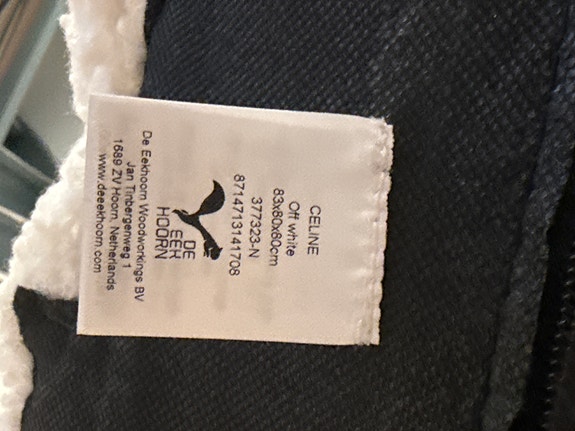 CELINE
Off white
83x80x80cm
377323-N
8714713141708
DE
EEK
HOORN
De Eekhoorn Woodworkings BV
Jan Tinbergenweg 1
1689 ZV Hoorn, Netherlands
www.deeekhoorn.com